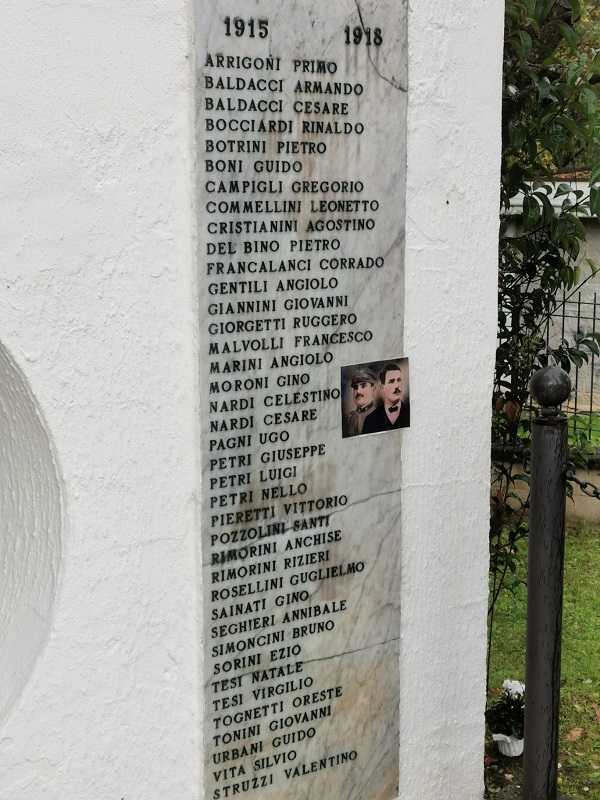 1915 1918
ARRIGONI PRIMO
BALDACCI ARMANDO
BALDACCI CESARE
BOCCIARDI RINALDO
BOTRINI PIETRO
BONI GUIDO
CAMPIGLI GREGORIO
COMMELLINI LEONETTO
CRISTIANINI AGOSTINO
DEL BINO PIETRO
FRANCALANCI CORRADO
GENTILI ANGIOLO
GIANNINI GIOVANNI
GIORGETTI RUGGERO
MALVOLLI FRANCESCO
MARINI ANGIOLO
MORONI GINO
NARDI CELESTINO
NARDI CESARE
PAGNI UGO
PETRI GIUSEPPE
PETRI LUIGI
PETRI NELLO
PIERETTI VITTORIO
POZZOLINI SANTI
RIMORINI ANCHISE
RIMORINI RIZIERI
ROSELLINI GUGLIELMO
SAINATI GINO
SEGHIERI ANNIBALE
SIMONCINI BRUNO
SORINI EZIO
TESI NATALE
TESI VIRGILIO
TOGNETTI ORESTE
TONINI GIOVANNI
URBANI GUIDO
VITA SILVIO
STRUZZI VALENTINO